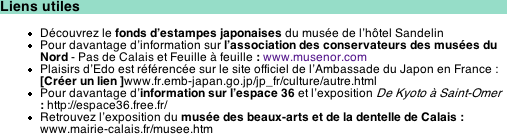 Liens utiles
Découvrez le fonds d'estampes japonaises du musée de l'hôtel Sandelin
Pour davantage d'information sur l'association des conservateurs des musées du
Nord - Pas de Calais et Feuille à feuille : www.musenor.com
Plaisirs d'Edo est référencée sur le site officiel de l'Ambassade du Japon en France :
[Créer un lien ]www.fr.emb-japan.go.jp/jp_fr/culture/autre.html
Pour davantage d'information sur l'espace 36 et l'exposition De Kyoto à Saint-Omer
: http://espace36.free.fr/
Retrouvez l'exposition du musée des beaux-arts et de la dentelle de Calais :
www.mairie-calais.fr/musee.htm